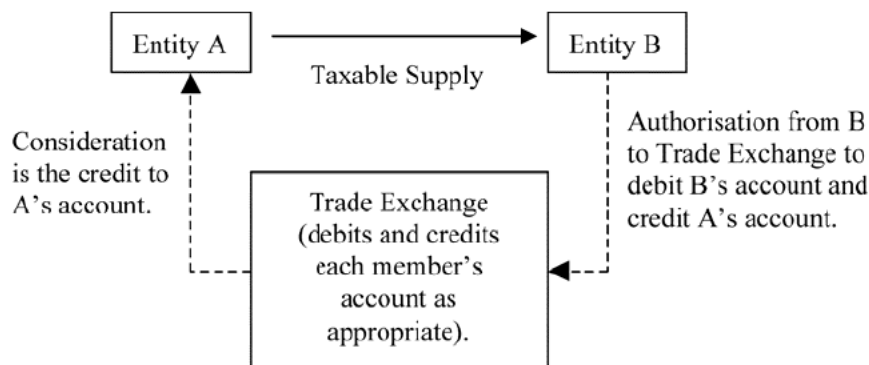 Entity A
Entity B
Taxable Supply
Consideration
is the credit to
A's account.
Authorisation from B
to Trade Exchange to
debit B's account and
credit A's account.
Trade Exchange
(debits and credits
each member's
account as
appropriate).